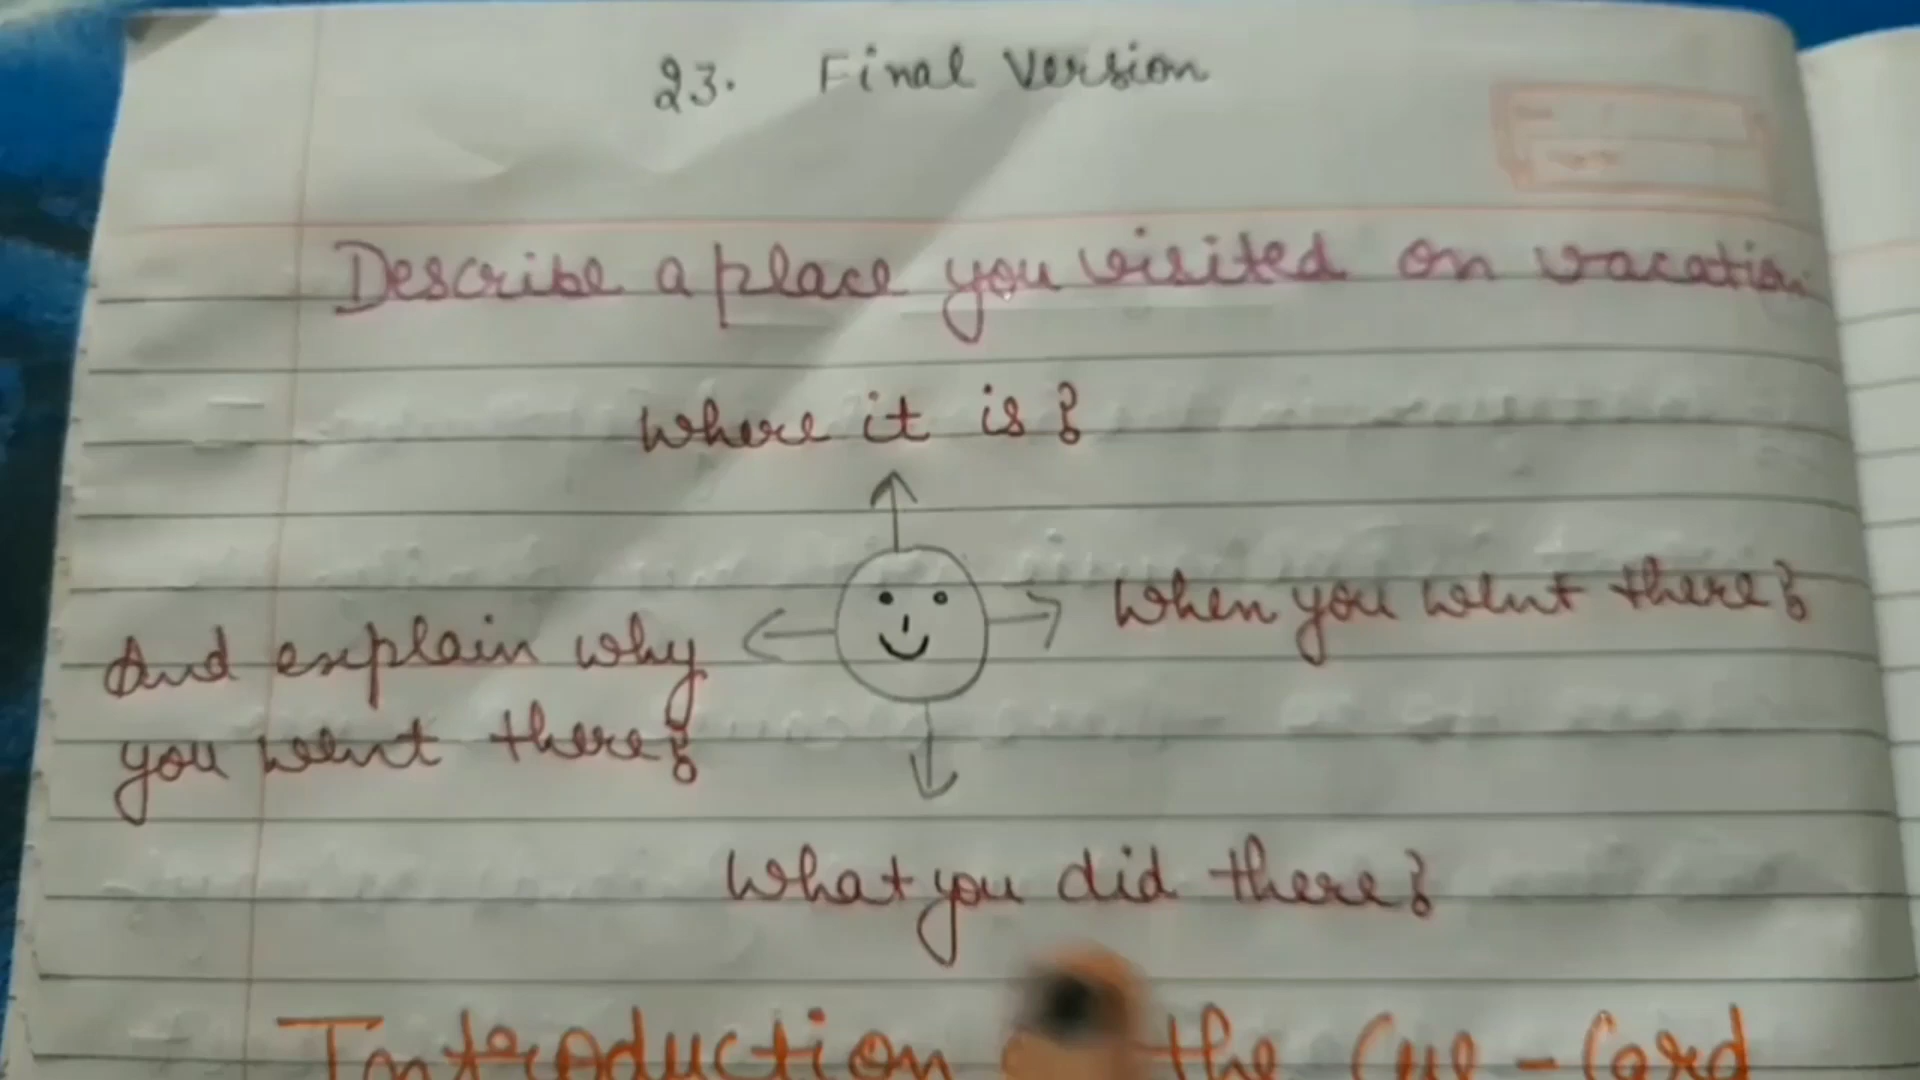 23. Final Version
Describe a place you visited on vacation
Where it is?
When you went there?
And explain why
you went there?
What you did there?
Introduction the Cue-Card